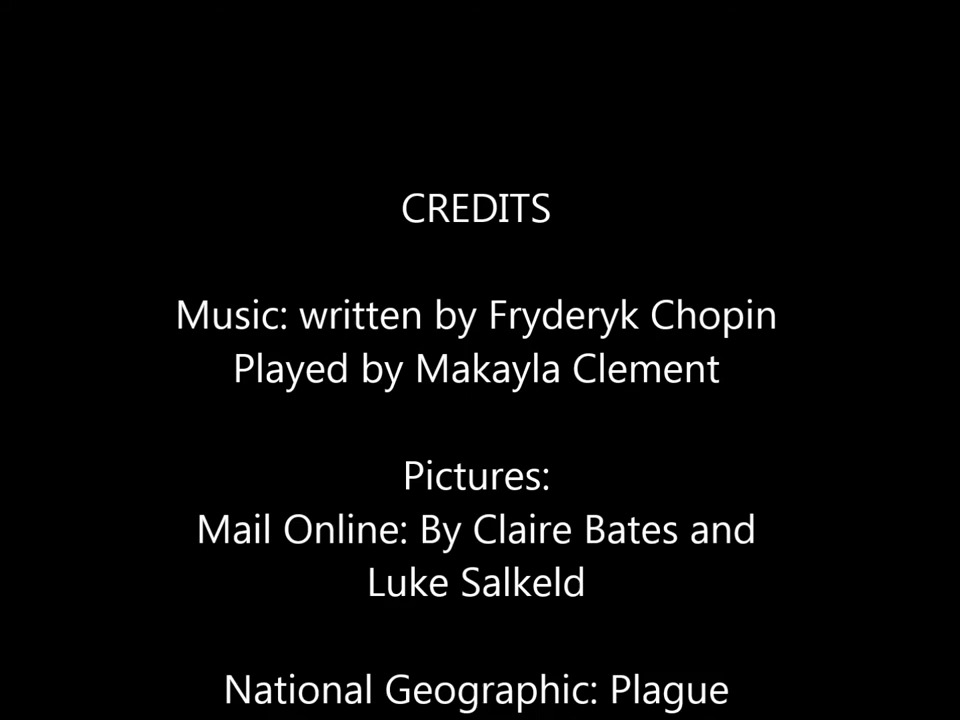 CREDITS
Music: written by Fryderyk Chopin
Played by Makayla Clement
Pictures:
Mail Online: By Claire Bates and
Luke Salkeld
National Geographic: Plague